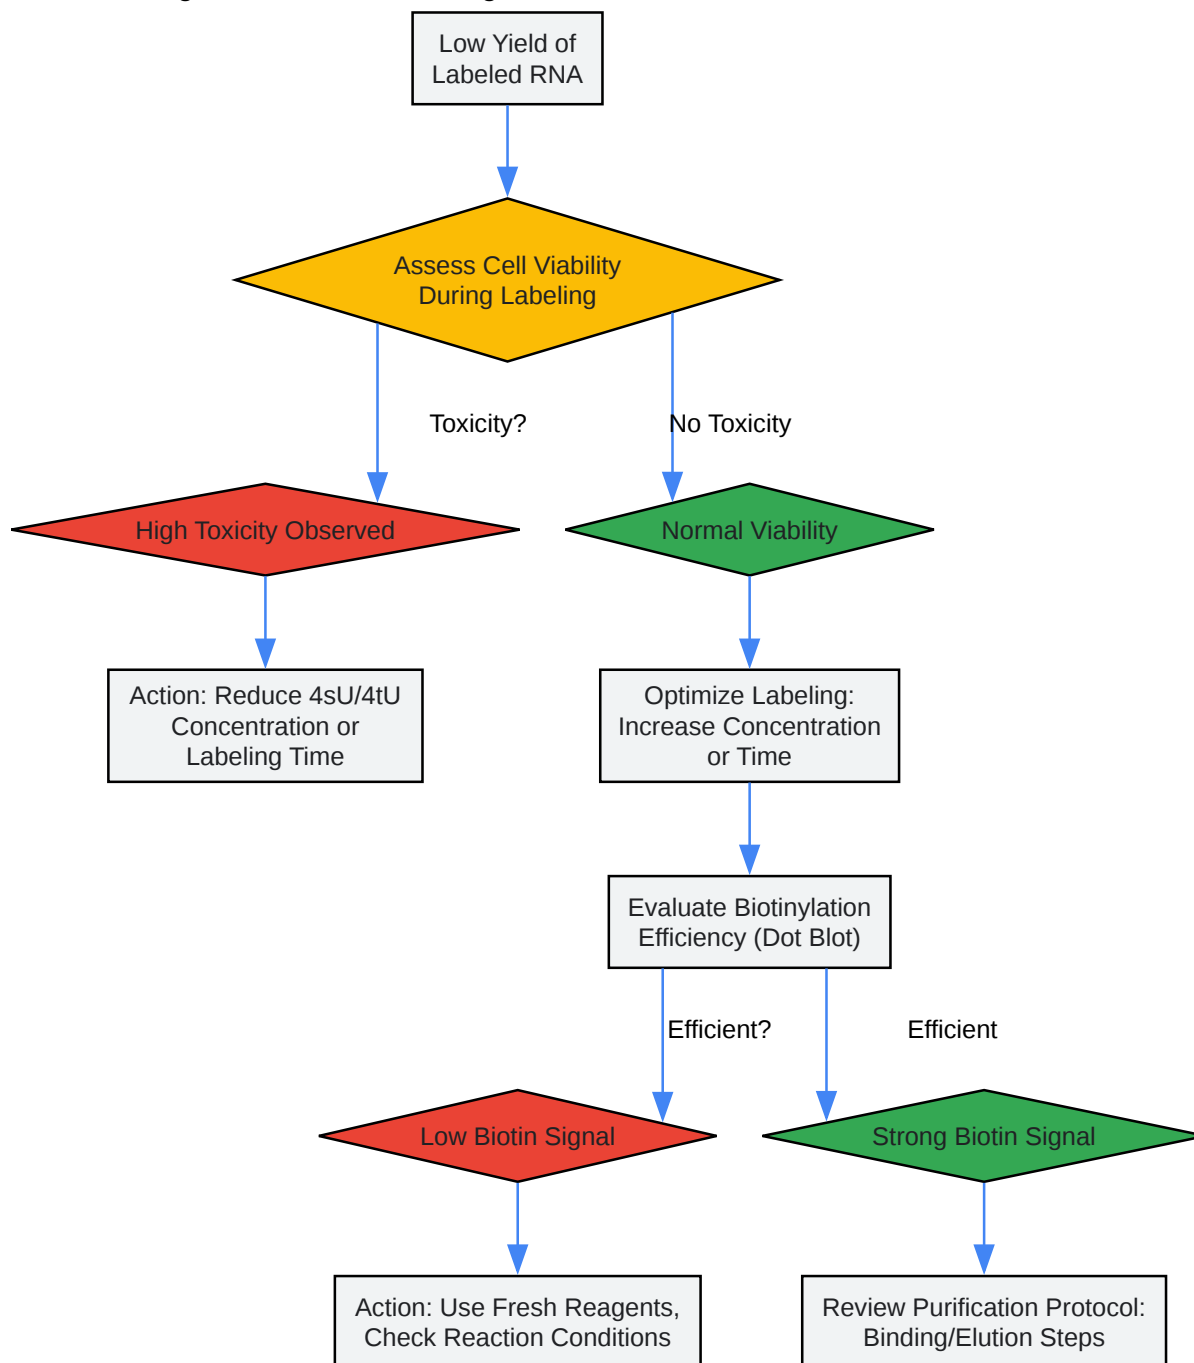 Low Yield of
Labeled RNA
Assess Cell Viability
During Labeling
Toxicity?
No Toxicity
High Toxicity Observed
Normal Viability
Action: Reduce 4sU/4tU
Concentration or
Labeling Time
Optimize Labeling:
Increase Concentration
or Time
Evaluate Biotinylation
Efficiency (Dot Blot)
Efficient?
Efficient
Low Biotin Signal
Strong Biotin Signal
Action: Use Fresh Reagents,
Check Reaction Conditions
Review Purification Protocol:
Binding/Elution Steps